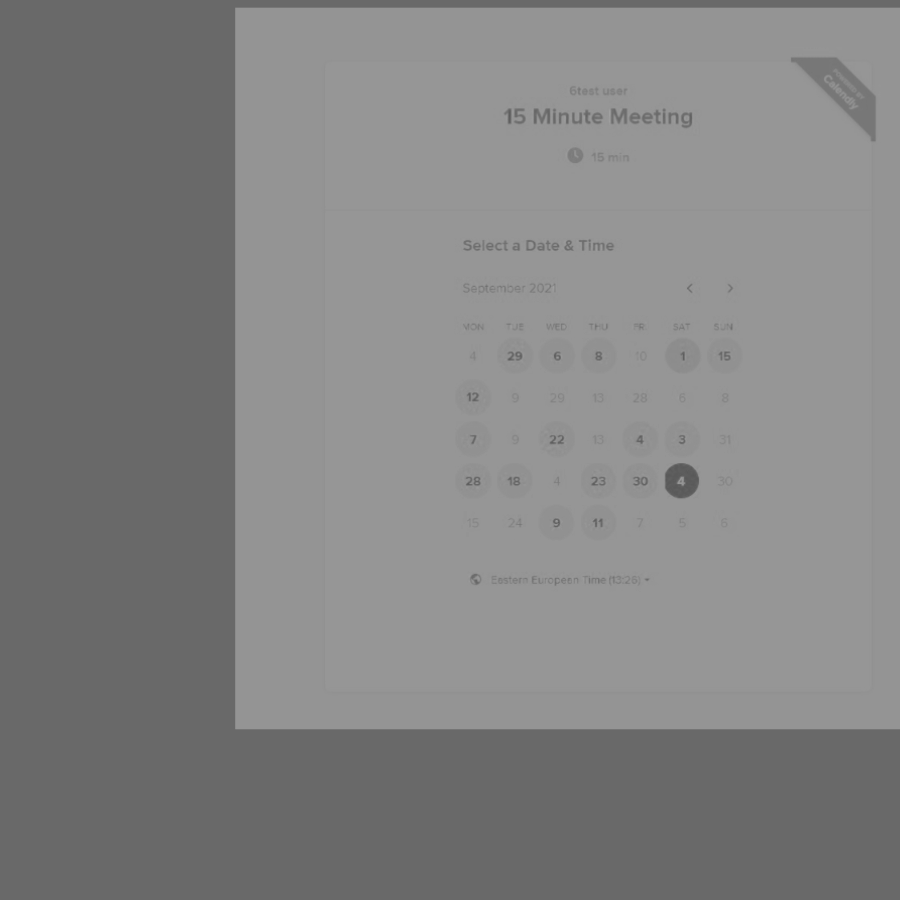 POWERED BY
Calendly
6test user
15 Minute Meeting
15 min
Select a Date & Time
September 2021
MON TUE WED THU FRI SAT SUN
4 29 6 8 10 1 15
12 9 29 13 28 6 8
7 9 22 13 4 3 31
28 18 4 23 30 4 30
15 24 9 11 7 5 6
Eastern European Time (13:26)